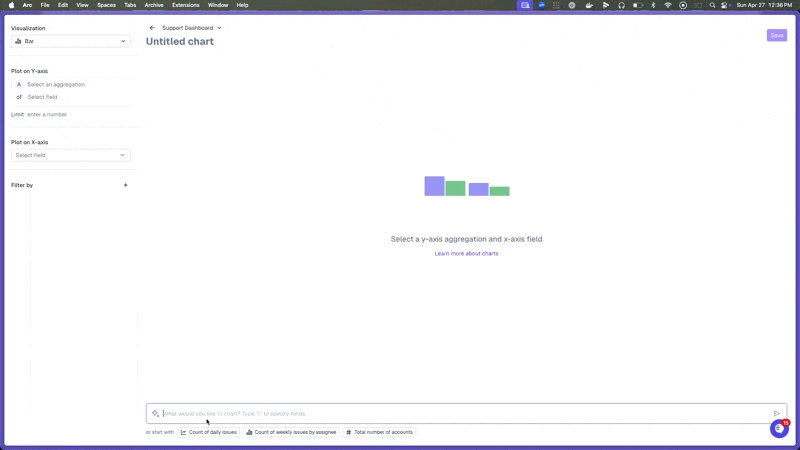 Arc File Edit View Spaces Tabs Archive Extensions Window Help Sun Apr 27 12:36 PM
Visualization
Bar
Plot on Y-axis
A Select an aggregation
of Select field
Limit enter a number
Plot on X-axis
Select field
Filter by +
Support Dashboard
Untitled chart
Save
Select a y-axis aggregation and x-axis field
Learn more about charts
What would you like to chart? Type "{" to specify fields
or start with Count of daily issues Count of weekly issues by assignee # Total number of accounts